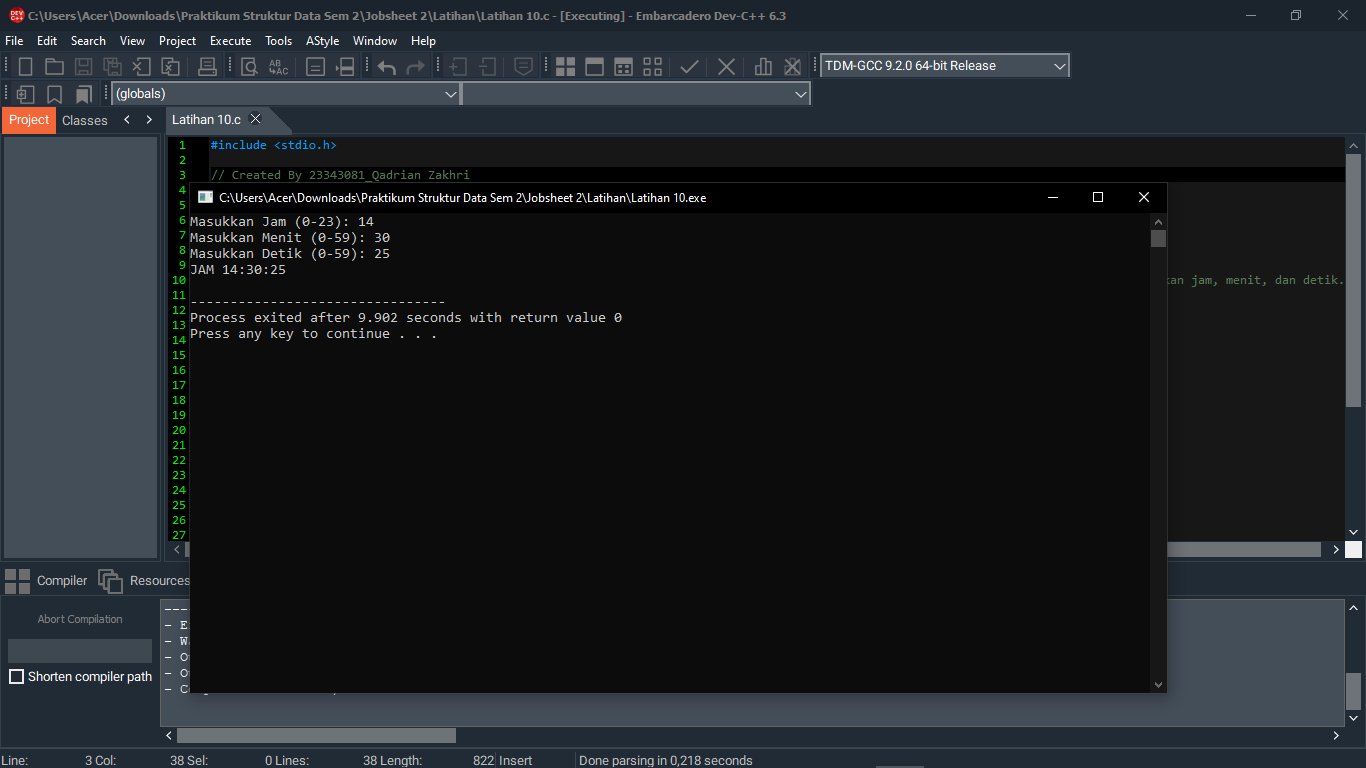 C:\Users\Acer\Downloads\Praktikum Struktur Data Sem 2\Jobsheet 2\Latihan\Latihan 10.c - [Executing] - Embarcadero Dev-C++ 6.3
File Edit Search View Project Execute Tools AStyle Window Help
TDM-GCC 9.2.0 64-bit Release
(globals)
Project Classes
Latihan 10.c
1 #include <stdio.h>
2
3 // Created By 23343081_Qadrian Zakhri
4
5
6
7
8
9
10 kan jam, menit, dan detik.
11
12
13
14
15
16
17
18
19
20
21
22
23
24
25
26
27
C:\Users\Acer\Downloads\Praktikum Struktur Data Sem 2\Jobsheet 2\Latihan\Latihan 10.exe
Masukkan Jam (0-23): 14
Masukkan Menit (0-59): 30
Masukkan Detik (0-59): 25
JAM 14:30:25
--------------------------------
Process exited after 9.902 seconds with return value 0
Press any key to continue . . .
Compiler Resources
Abort Compilation
Shorten compiler path
---
- E
- W
- O
- O
- C
Line: 3 Col: 38 Sel: 0 Lines: 38 Length: 822 Insert Done parsing in 0,218 seconds